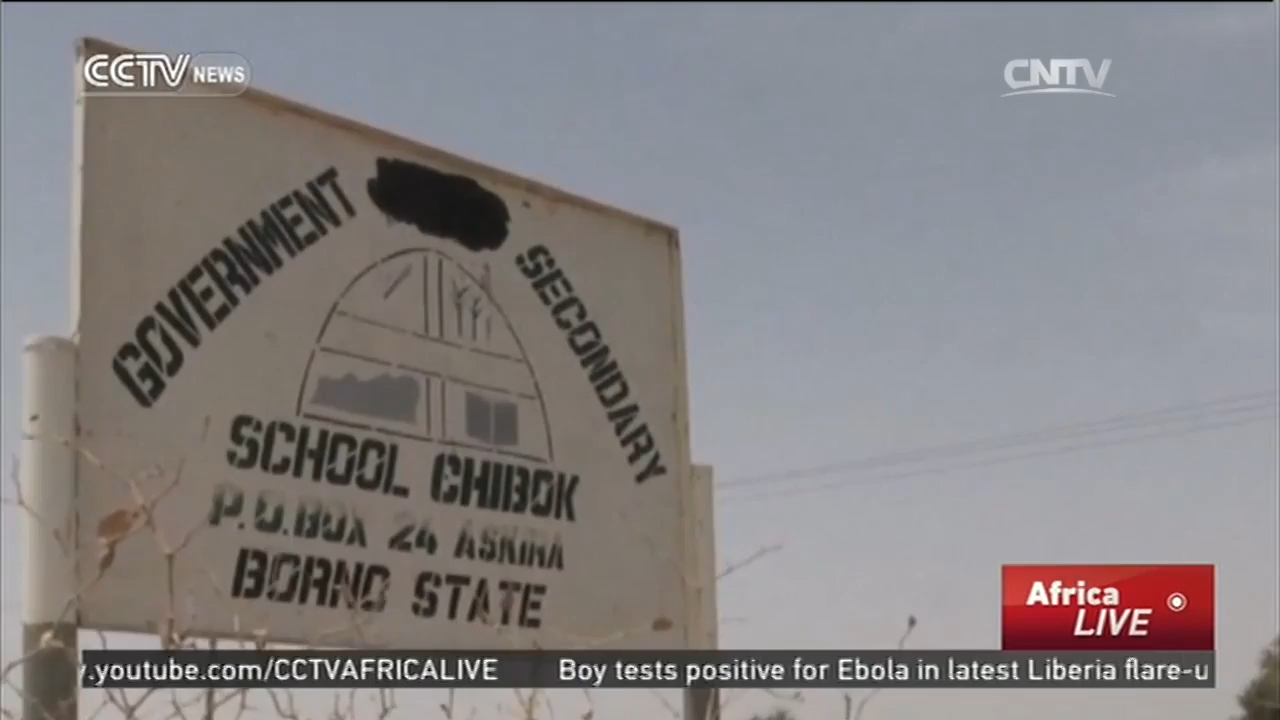 CCTV NEWS
CNTV
GOVERNMENT
SECONDARY
SCHOOL CHIBOK
P.O.BOX 24 ASKIRA
BORNO STATE
Africa
LIVE
.youtube.com/CCTVAFRICALIVE Boy tests positive for Ebola in latest Liberia flare-u